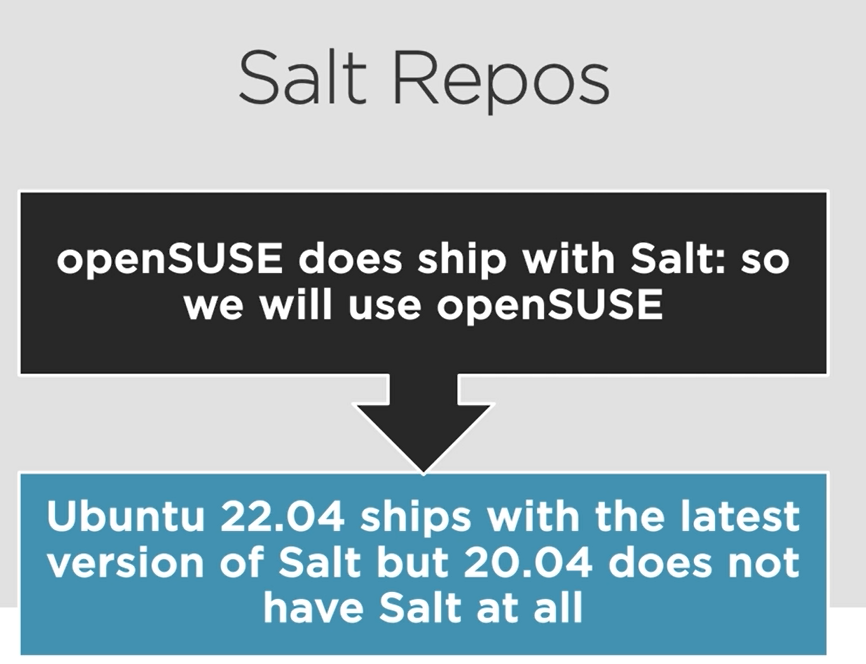 Salt Repos
openSUSE does ship with Salt: so
we will use openSUSE
Ubuntu 22.04 ships with the latest
version of Salt but 20.04 does not
have Salt at all